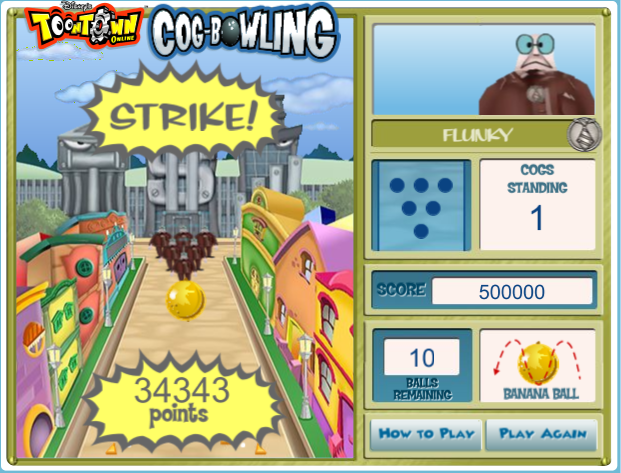 Disney's
TOONTOWN
ONLINE
COG-BOWLING
STRIKE!
FLUNKY
COGS
STANDING
1
SCORE 500000
10
BALLS
REMAINING
BANANA BALL
34343
points
HOW TO PLAY
PLAY AGAIN